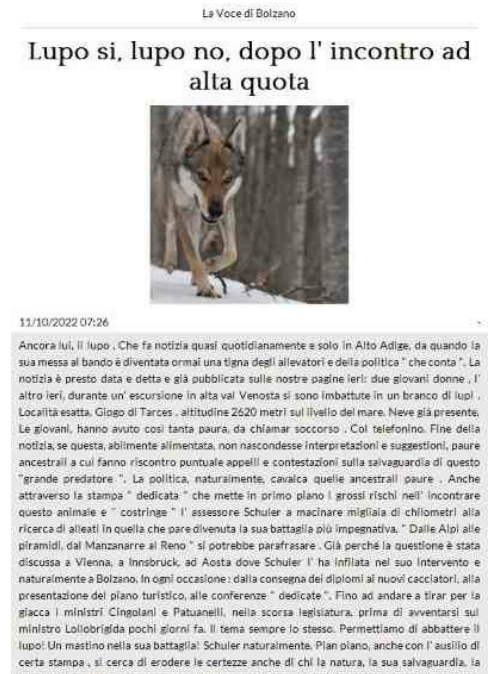 La Voce di Bolzano
Lupo si, lupo no, dopo l' incontro ad
alta quota
11/10/2022 07:26
Ancora lui, il lupo . Che fa notizia quasi quotidianamente e solo in Alto Adige, da quando la
sua messa al bando è diventata ormai una tigna degli allevatori e della politica " che conta ". La
notizia è presto data e detta e già pubblicata sulle nostre pagine ieri: due giovani donne , l'
altro ieri, durante un' escursione in alta val Venosta si sono imbattute in un branco di lupi .
Località esatta, Giogo di Tarces . altitudine 2620 metri sul livello del mare. Neve già presente.
Le giovani, hanno avuto così tanta paura, da chiamar soccorso . Col telefonino. Fine della
notizia, se questa, abilmente alimentata, non nascondesse interpretazioni e suggestioni, paure
ancestrali a cui fanno riscontro puntuale appelli e contestazioni sulla salvaguardia di questo
"grande predatore ". La politica, naturalmente, cavalca quelle ancestrali paure . Anche
attraverso la stampa " dedicata " che mette in primo piano i grossi rischi nell' incontrare
questo animale e " costringe " l' assessore Schuler a macinare migliaia di chilometri alla
ricerca di alleati in quella che pare divenuta la sua battaglia più impegnativa. " Dalle Alpi alle
piramidi, dal Manzanarre al Reno " si potrebbe parafrasare . Già perché la questione è stata
discussa a Vienna, a Innsbruck, ad Aosta dove Schuler l' ha infilata nel suo intervento e
naturalmente a Bolzano. In ogni occasione : dalla consegna dei diplomi ai nuovi cacciatori, alla
presentazione del piano turistico, alle conferenze " dedicate ". Fino ad andare a tirar per la
giacca i ministri Cingolani e Patuanelli, nella scorsa legislatura, prima di avventarsi sul
ministro Lollobrigida pochi giorni fa. Il tema sempre lo stesso. Permettiamo di abbattere il
lupo! Un mastino nella sua battaglia! Schuler naturalmente. Pian piano, anche con l' ausilio di
certa stampa , si cerca di erodere le certezze anche di chi la natura, la sua salvaguardia, la